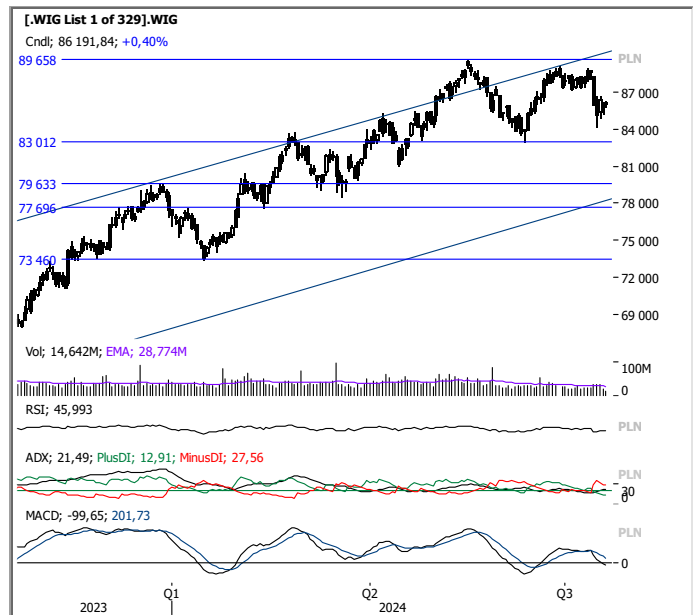 [.WIG List 1 of 329].WIG
Cndl; 86 191,84; +0,40%
PLN
89 658
87 000
84 000
83 012
81 000
79 633
77 696
78 000
75 000
73 460
72 000
69 000
Vol; 14,642M; EMA; 28,774M
100M
0
RSI; 45,993
PLN
ADX; 21,49; PlusDI; 12,91; MinusDI; 27,56
PLN
30
0
MACD; -99,65; 201,73
PLN
0
Q1 Q2 Q3
2023 2024